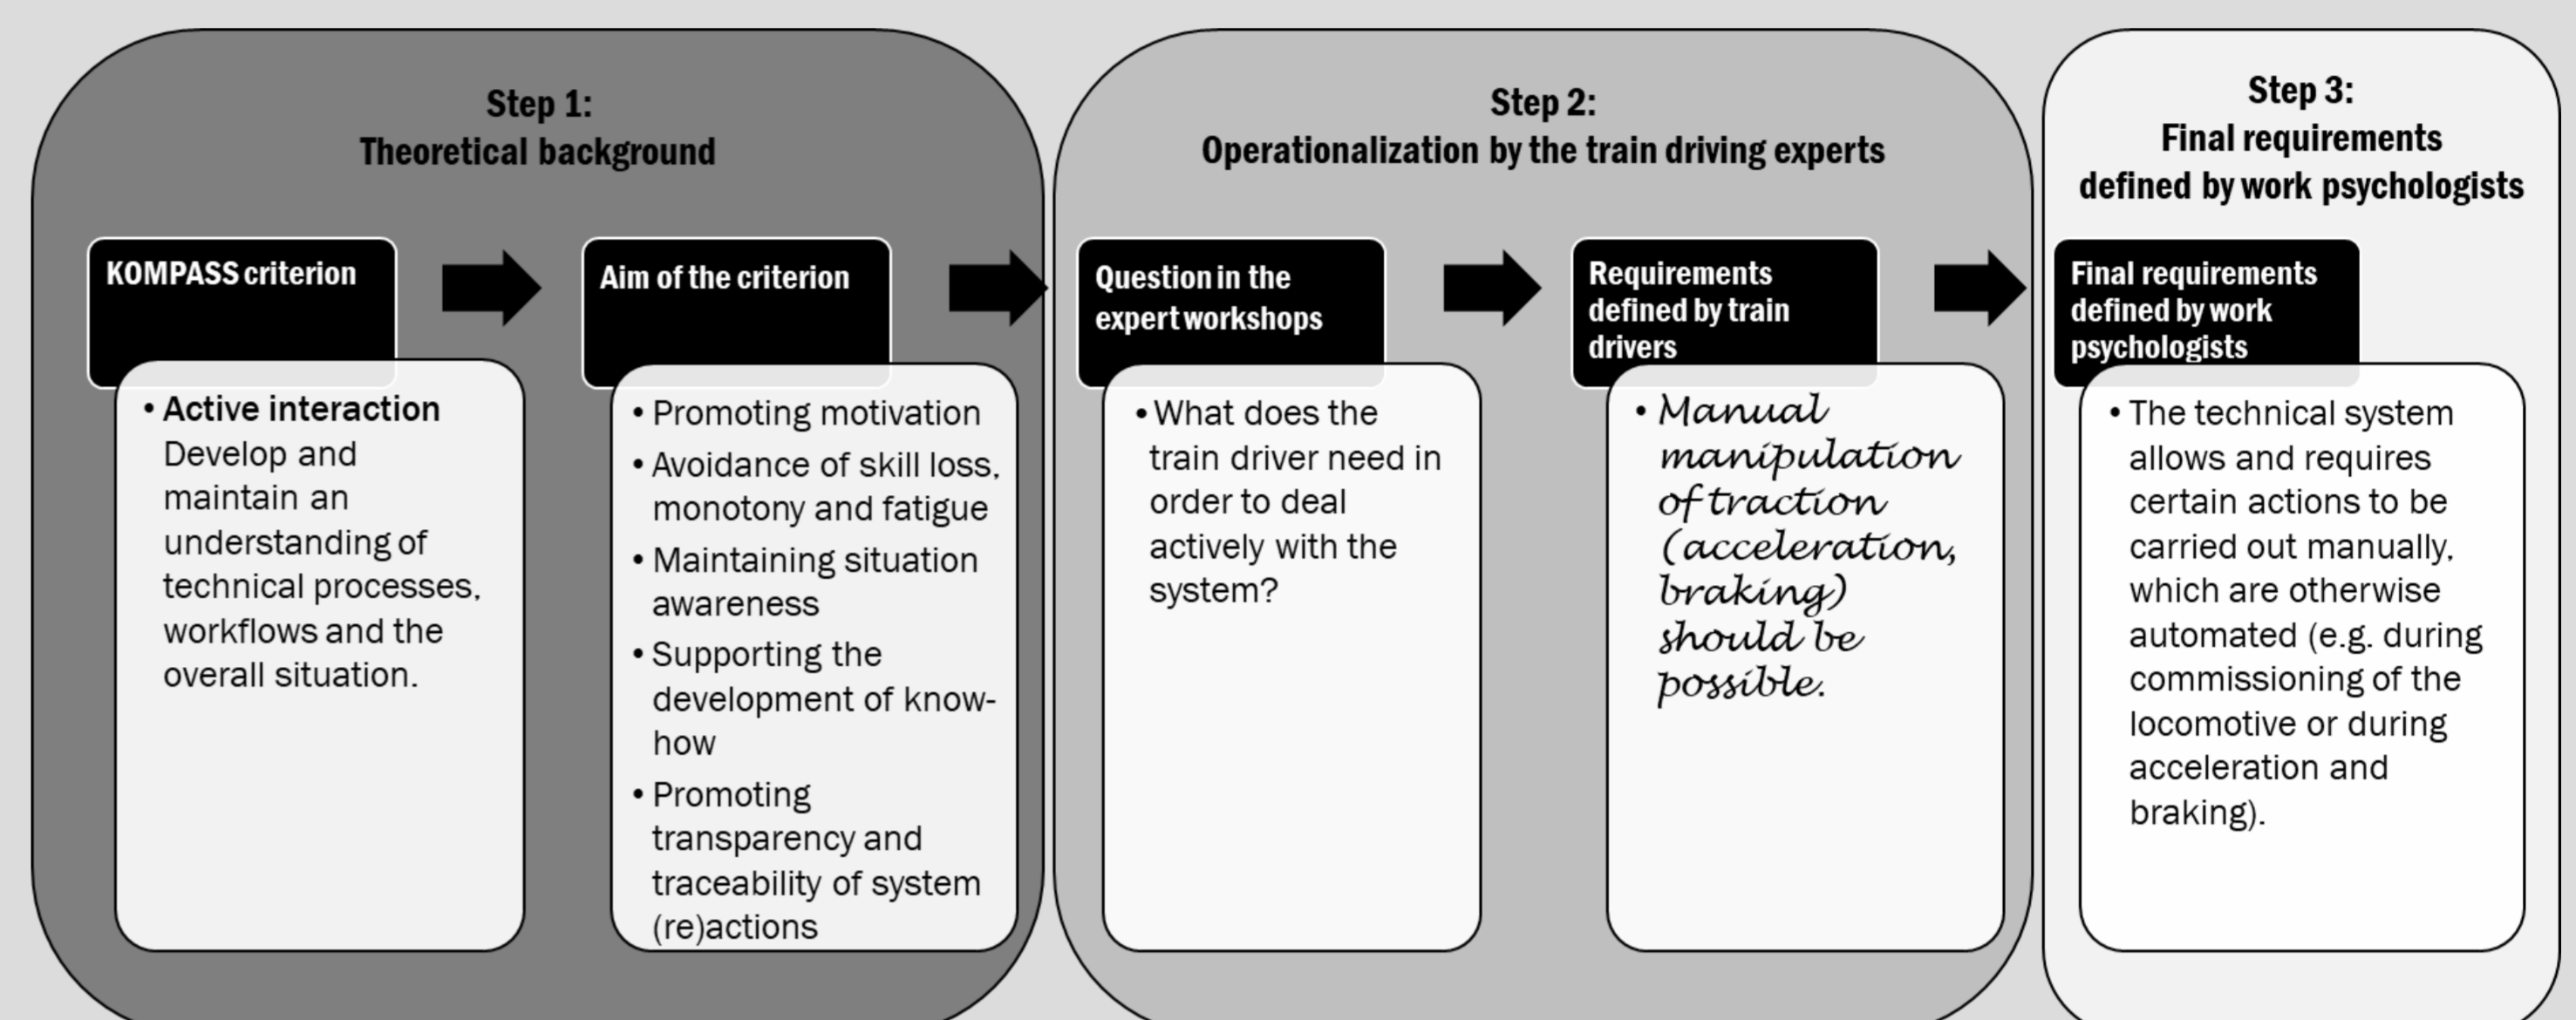 Step 1:
Theoretical background
KOMPASS criterion
• Active interaction
Develop and
maintain an
understanding of
technical processes,
workflows and the
overall situation.
Aim of the criterion
• Promoting motivation
• Avoidance of skill loss,
monotony and fatigue
• Maintaining situation
awareness
• Supporting the
development of know-
how
• Promoting
transparency and
traceability of system
(re)actions
Step 2:
Operationalization by the train driving experts
Question in the
expert workshops
• What does the
train driver need in
order to deal
actively with the
system?
Requirements
defined by train
drivers
• Manual
manipulation
of traction
(acceleration,
braking)
should be
possible.
Step 3:
Final requirements
defined by work psychologists
Final requirements
defined by work
psychologists
• The technical system
allows and requires
certain actions to be
carried out manually,
which are otherwise
automated (e.g. during
commissioning of the
locomotive or during
acceleration and
braking).